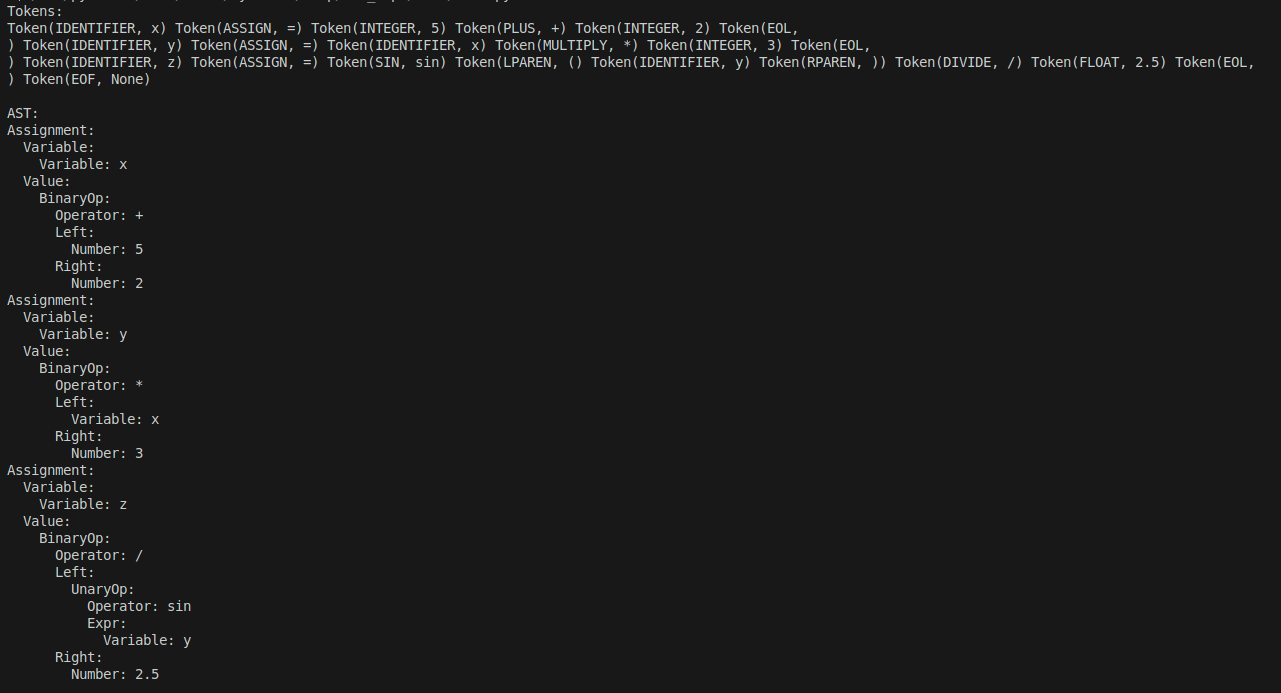 Tokens:
Token(IDENTIFIER, x) Token(ASSIGN, =) Token(INTEGER, 5) Token(PLUS, +) Token(INTEGER, 2) Token(EOL,
) Token(IDENTIFIER, y) Token(ASSIGN, =) Token(IDENTIFIER, x) Token(MULTIPLY, *) Token(INTEGER, 3) Token(EOL,
) Token(IDENTIFIER, z) Token(ASSIGN, =) Token(SIN, sin) Token(LPAREN, () Token(IDENTIFIER, y) Token(RPAREN, )) Token(DIVIDE, /) Token(FLOAT, 2.5) Token(EOL,
) Token(EOF, None)

AST:
Assignment:
  Variable:
    Variable: x
  Value:
    BinaryOp:
      Operator: +
      Left:
        Number: 5
      Right:
        Number: 2
Assignment:
  Variable:
    Variable: y
  Value:
    BinaryOp:
      Operator: *
      Left:
        Variable: x
      Right:
        Number: 3
Assignment:
  Variable:
    Variable: z
  Value:
    BinaryOp:
      Operator: /
      Left:
        UnaryOp:
          Operator: sin
          Expr:
            Variable: y
      Right:
        Number: 2.5